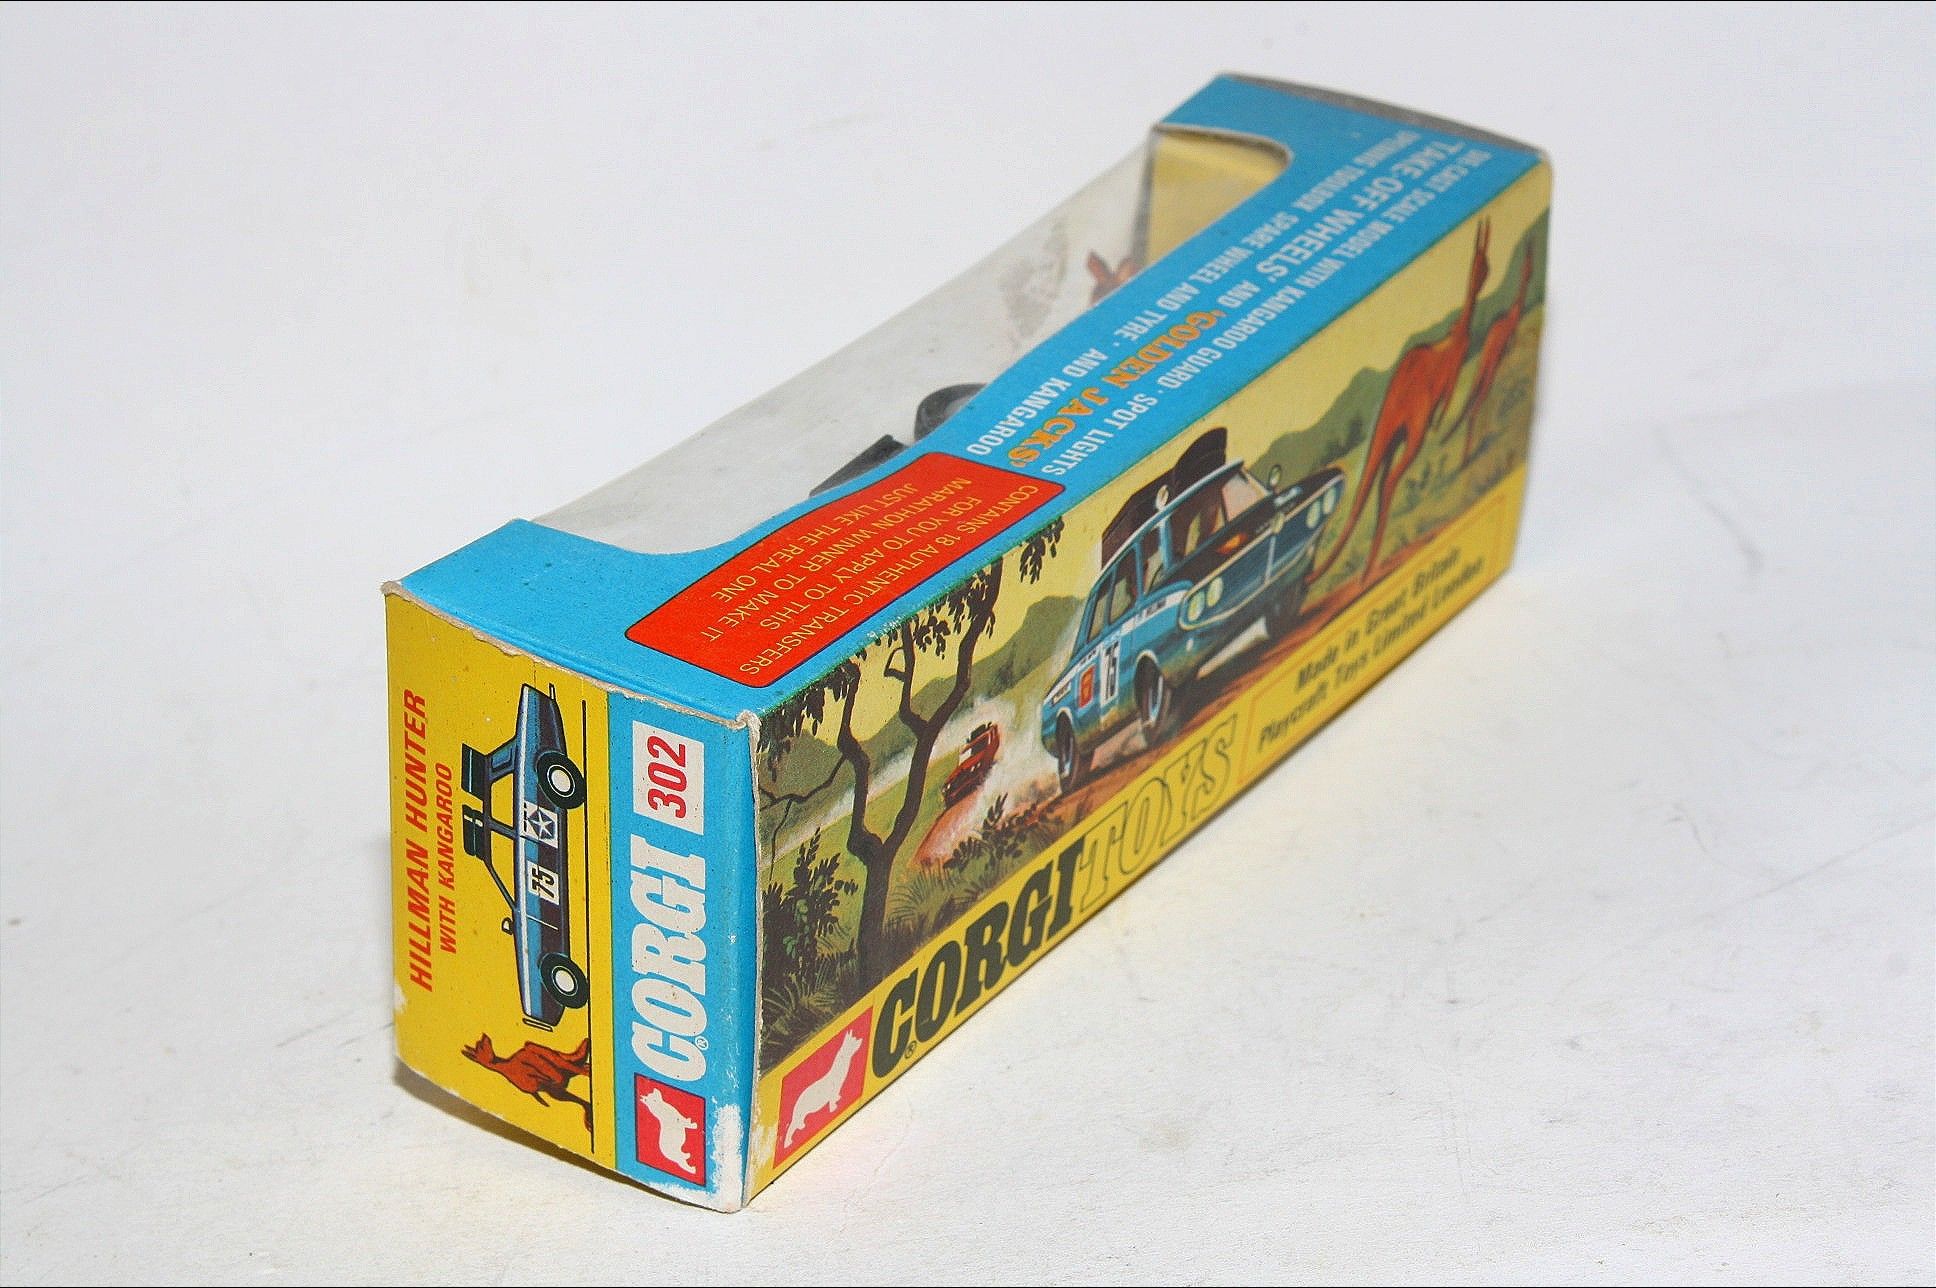 DIE-CAST SCALE MODEL WITH KANGAROO GUARD · SPOT LIGHTS
'TAKE-OFF WHEELS' AND 'GOLDEN JACKS'
OPENING TOOLBOX SPARE WHEEL AND TYRE · AND KANGAROO
CONTAINS 18 AUTHENTIC TRANSFERS
FOR YOU TO APPLY TO THIS
MARATHON WINNER TO MAKE IT
JUST LIKE THE REAL ONE
HILLMAN HUNTER
WITH KANGAROO
75
CORGI® 302
75
CORGI® TOYS
Made in Great Britain
Playcraft Toys Limited London